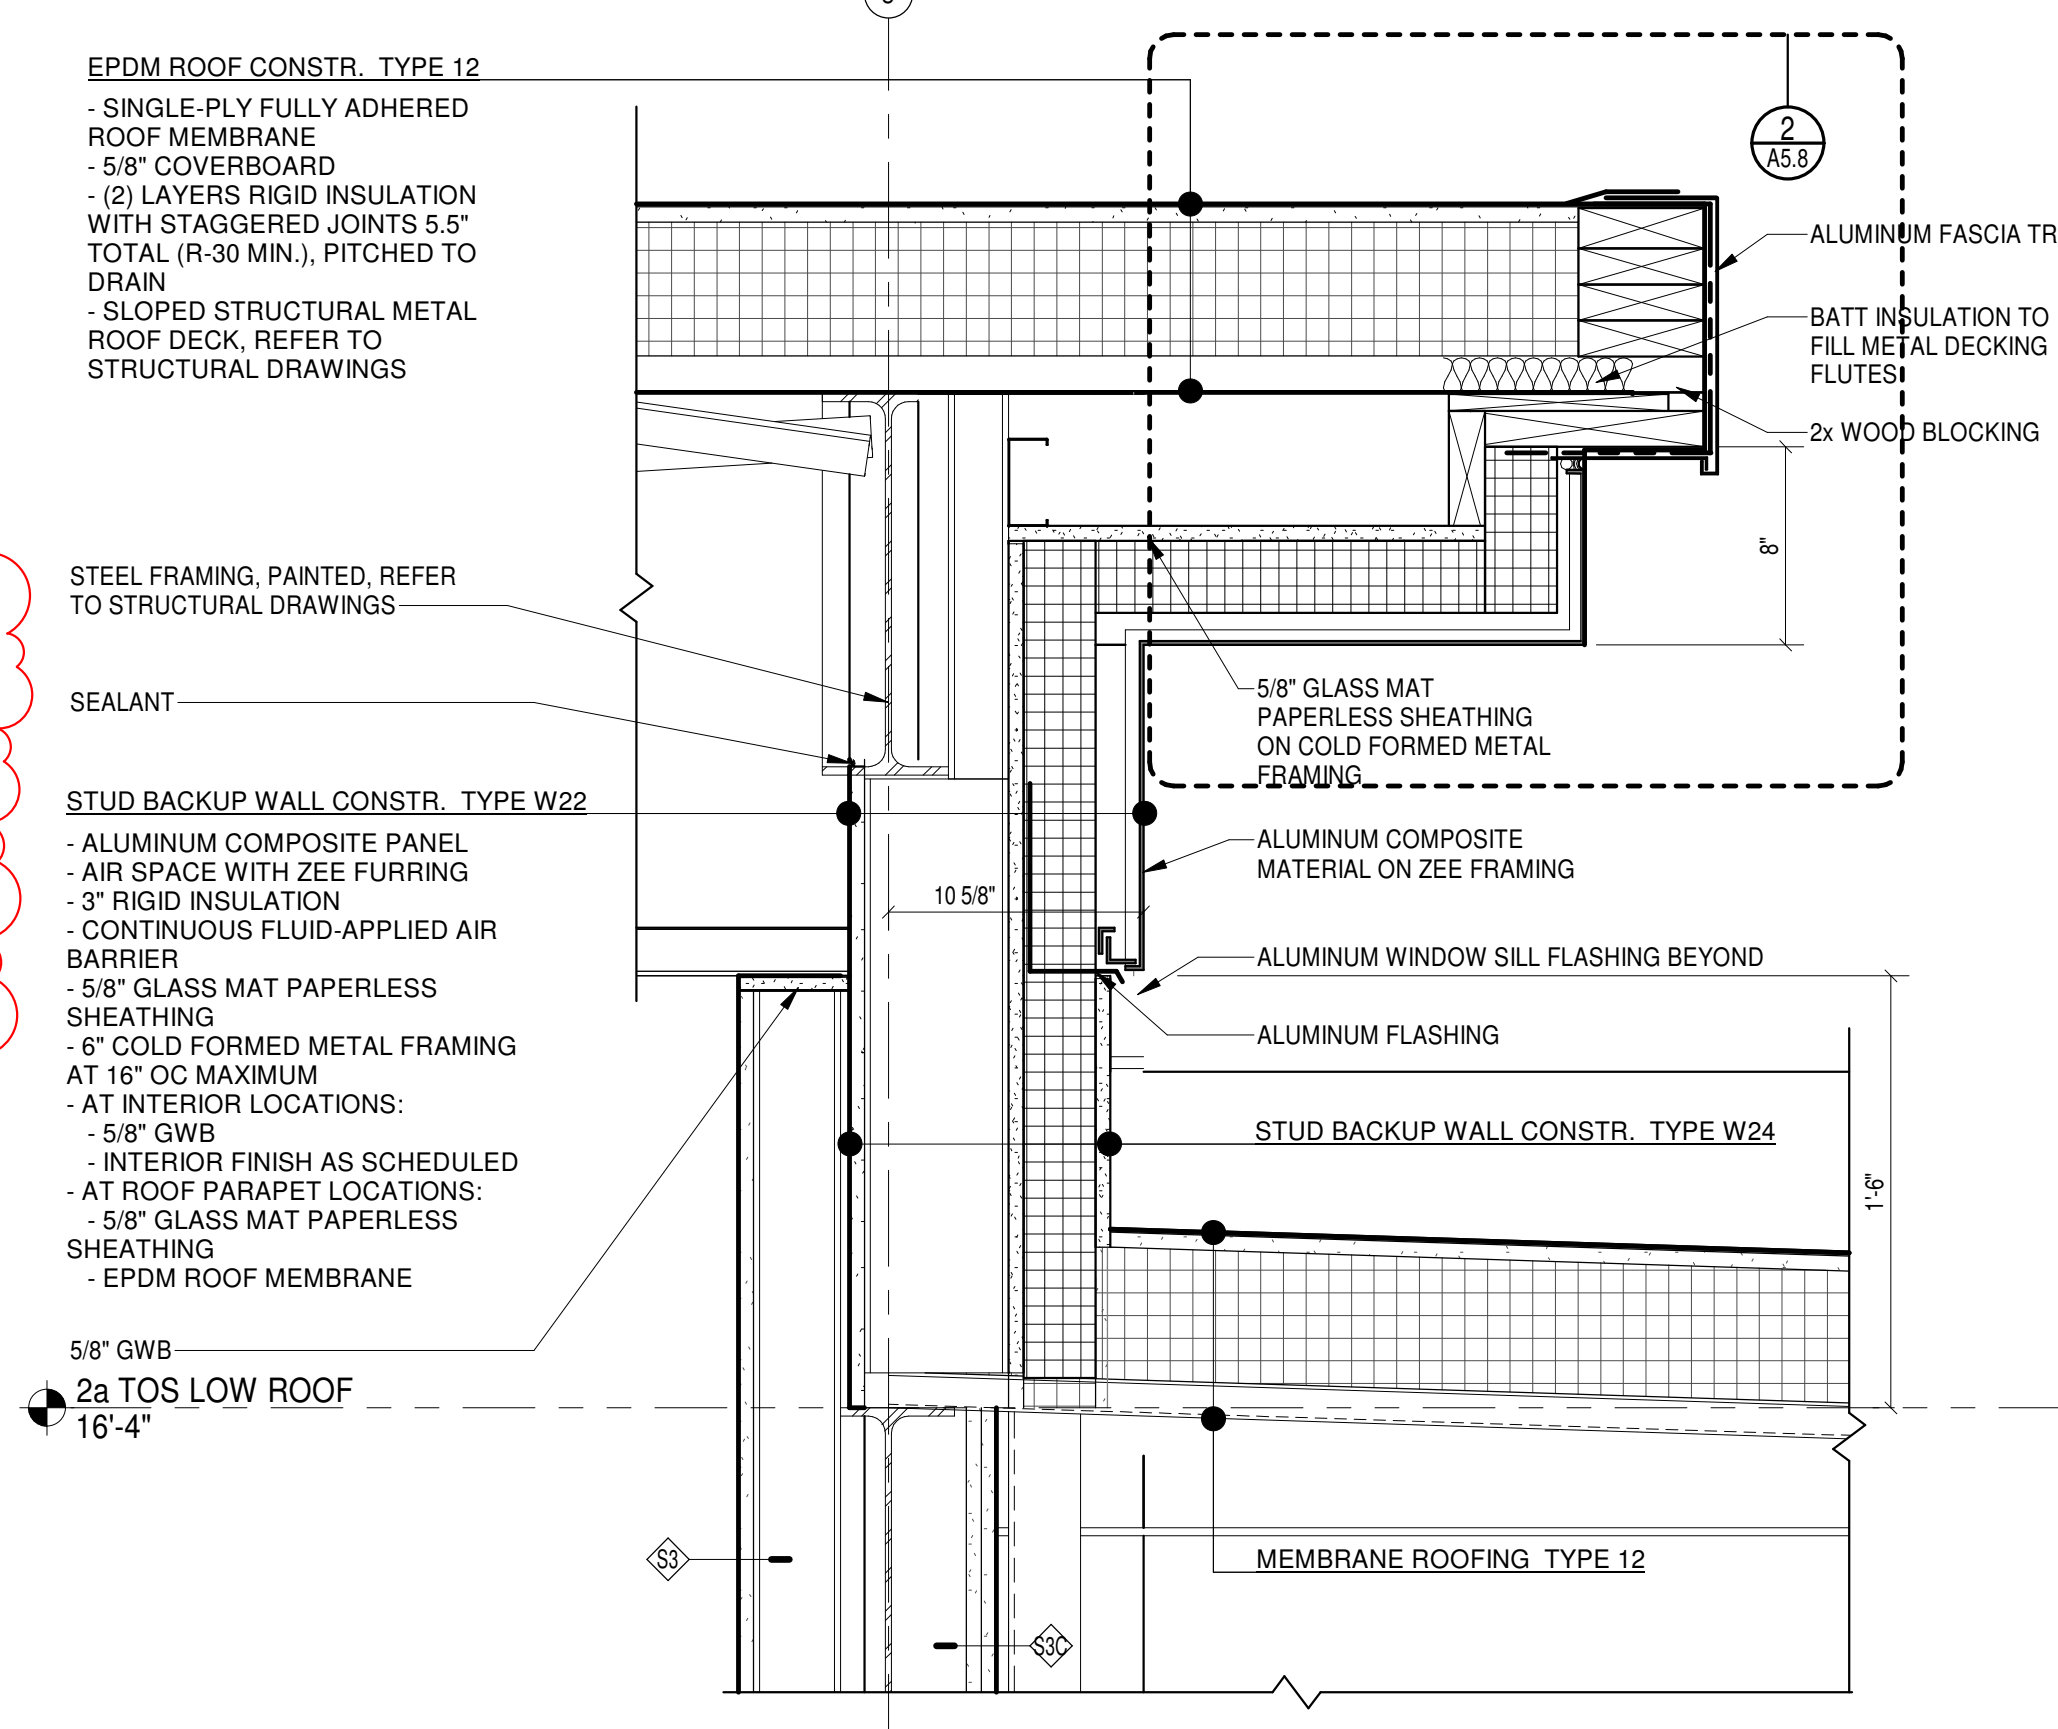 EPDM ROOF CONSTR. TYPE 12
- SINGLE-PLY FULLY ADHERED
ROOF MEMBRANE
- 5/8" COVERBOARD
- (2) LAYERS RIGID INSULATION
WITH STAGGERED JOINTS 5.5"
TOTAL (R-30 MIN.), PITCHED TO
DRAIN
- SLOPED STRUCTURAL METAL
ROOF DECK, REFER TO
STRUCTURAL DRAWINGS
2
A5.8
ALUMINUM FASCIA TR
BATT INSULATION TO
FILL METAL DECKING
FLUTES
2x WOOD BLOCKING
8"
STEEL FRAMING, PAINTED, REFER
TO STRUCTURAL DRAWINGS
SEALANT
5/8" GLASS MAT
PAPERLESS SHEATHING
ON COLD FORMED METAL
FRAMING
STUD BACKUP WALL CONSTR. TYPE W22
- ALUMINUM COMPOSITE PANEL
- AIR SPACE WITH ZEE FURRING
- 3" RIGID INSULATION
- CONTINUOUS FLUID-APPLIED AIR
BARRIER
- 5/8" GLASS MAT PAPERLESS
SHEATHING
- 6" COLD FORMED METAL FRAMING
AT 16" OC MAXIMUM
- AT INTERIOR LOCATIONS:
- 5/8" GWB
- INTERIOR FINISH AS SCHEDULED
- AT ROOF PARAPET LOCATIONS:
- 5/8" GLASS MAT PAPERLESS
SHEATHING
- EPDM ROOF MEMBRANE
ALUMINUM COMPOSITE
MATERIAL ON ZEE FRAMING
10 5/8"
ALUMINUM WINDOW SILL FLASHING BEYOND
ALUMINUM FLASHING
STUD BACKUP WALL CONSTR. TYPE W24
1'-6"
5/8" GWB
2a TOS LOW ROOF
16'-4"
S3
MEMBRANE ROOFING TYPE 12
S3C